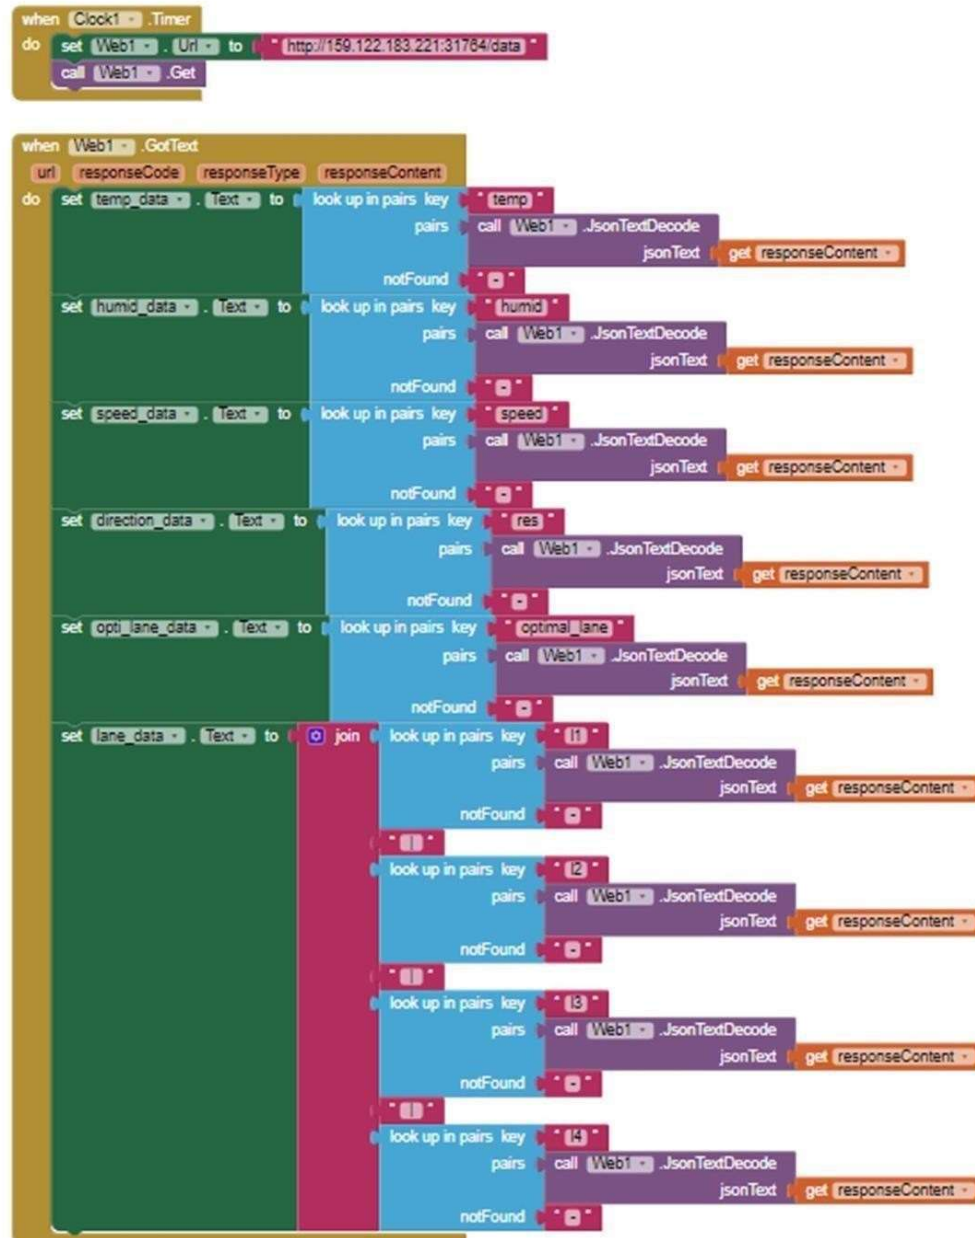 when Clock1 .Timer
do set Web1 . Url to " http://159.122.183.221:31764/data "
call Web1 .Get
when Web1 .GotText
url responseCode responseType responseContent
do set temp_data . Text to look up in pairs key " temp "
pairs call Web1 .JsonTextDecode
jsonText get responseContent
notFound " - "
set humid_data . Text to look up in pairs key " humid "
pairs call Web1 .JsonTextDecode
jsonText get responseContent
notFound " - "
set speed_data . Text to look up in pairs key " speed "
pairs call Web1 .JsonTextDecode
jsonText get responseContent
notFound " - "
set direction_data . Text to look up in pairs key " res "
pairs call Web1 .JsonTextDecode
jsonText get responseContent
notFound " - "
set opti_lane_data . Text to look up in pairs key " optimal_lane "
pairs call Web1 .JsonTextDecode
jsonText get responseContent
notFound " - "
set lane_data . Text to join look up in pairs key " l1 "
pairs call Web1 .JsonTextDecode
jsonText get responseContent
notFound " - "
" | "
look up in pairs key " l2 "
pairs call Web1 .JsonTextDecode
jsonText get responseContent
notFound " - "
" | "
look up in pairs key " l3 "
pairs call Web1 .JsonTextDecode
jsonText get responseContent
notFound " - "
" | "
look up in pairs key " l4 "
pairs call Web1 .JsonTextDecode
jsonText get responseContent
notFound " - "